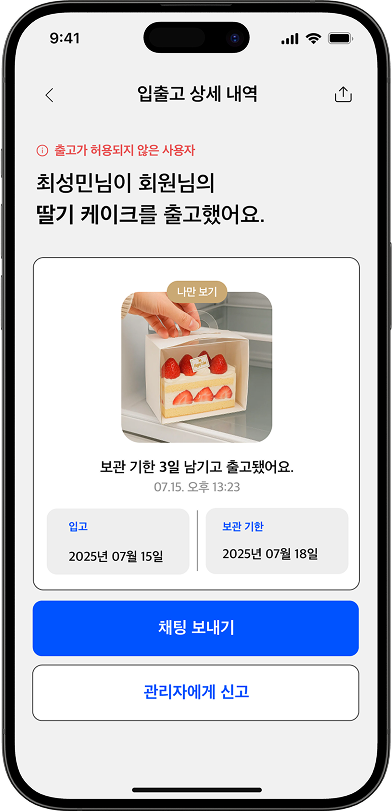 9:41
입출고 상세 내역
출고가 허용되지 않은 사용자
최성민님이 회원님의
딸기 케이크를 출고했어요.
나만 보기
보관 기한 3일 남기고 출고됐어요.
07.15. 오후 13:23
입고
2025년 07월 15일
보관 기한
2025년 07월 18일
채팅 보내기
관리자에게 신고